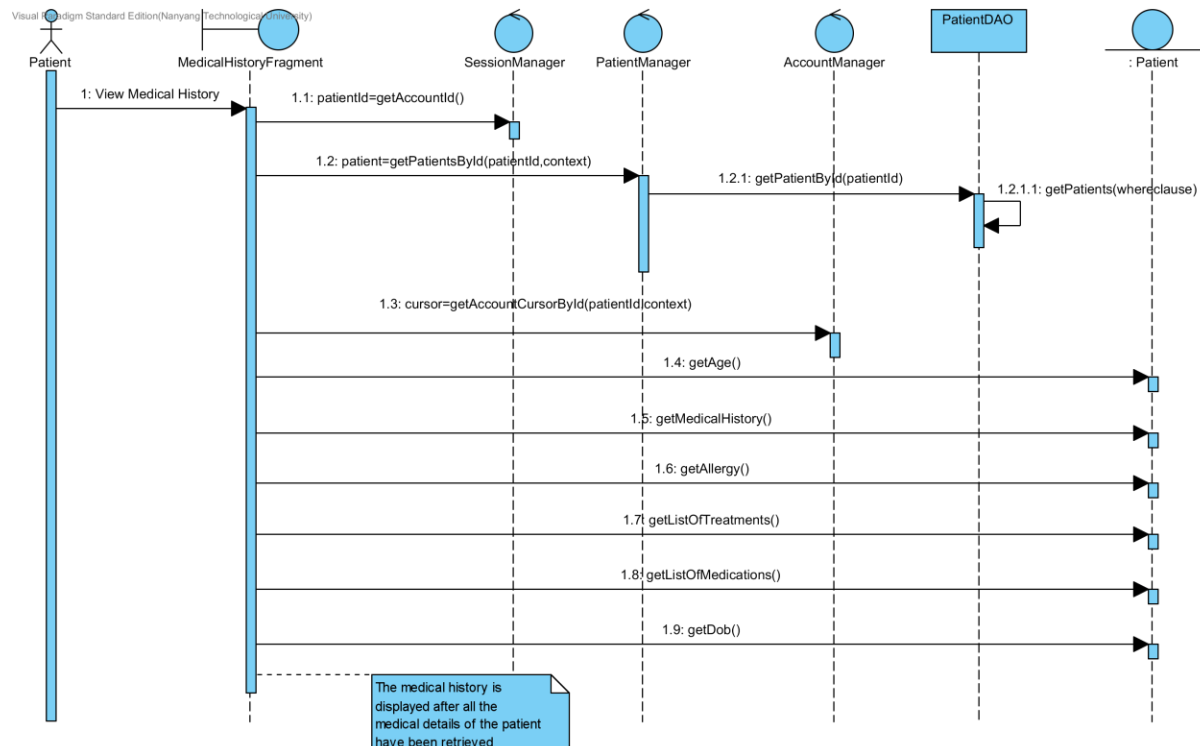 Visual Paradigm Standard Edition(Nanyang Technological University)
Patient
MedicalHistoryFragment
SessionManager
PatientManager
AccountManager
PatientDAO
: Patient
1: View Medical History
1.1: patientId=getAccountId()
1.2: patient=getPatientsById(patientId,context)
1.2.1: getPatientById(patientId)
1.2.1.1: getPatients(whereclause)
1.3: cursor=getAccountCursorById(patientId,context)
1.4: getAge()
1.5: getMedicalHistory()
1.6: getAllergy()
1.7: getListOfTreatments()
1.8: getListOfMedications()
1.9: getDob()
The medical history is
displayed after all the
medical details of the patient
have been retrieved